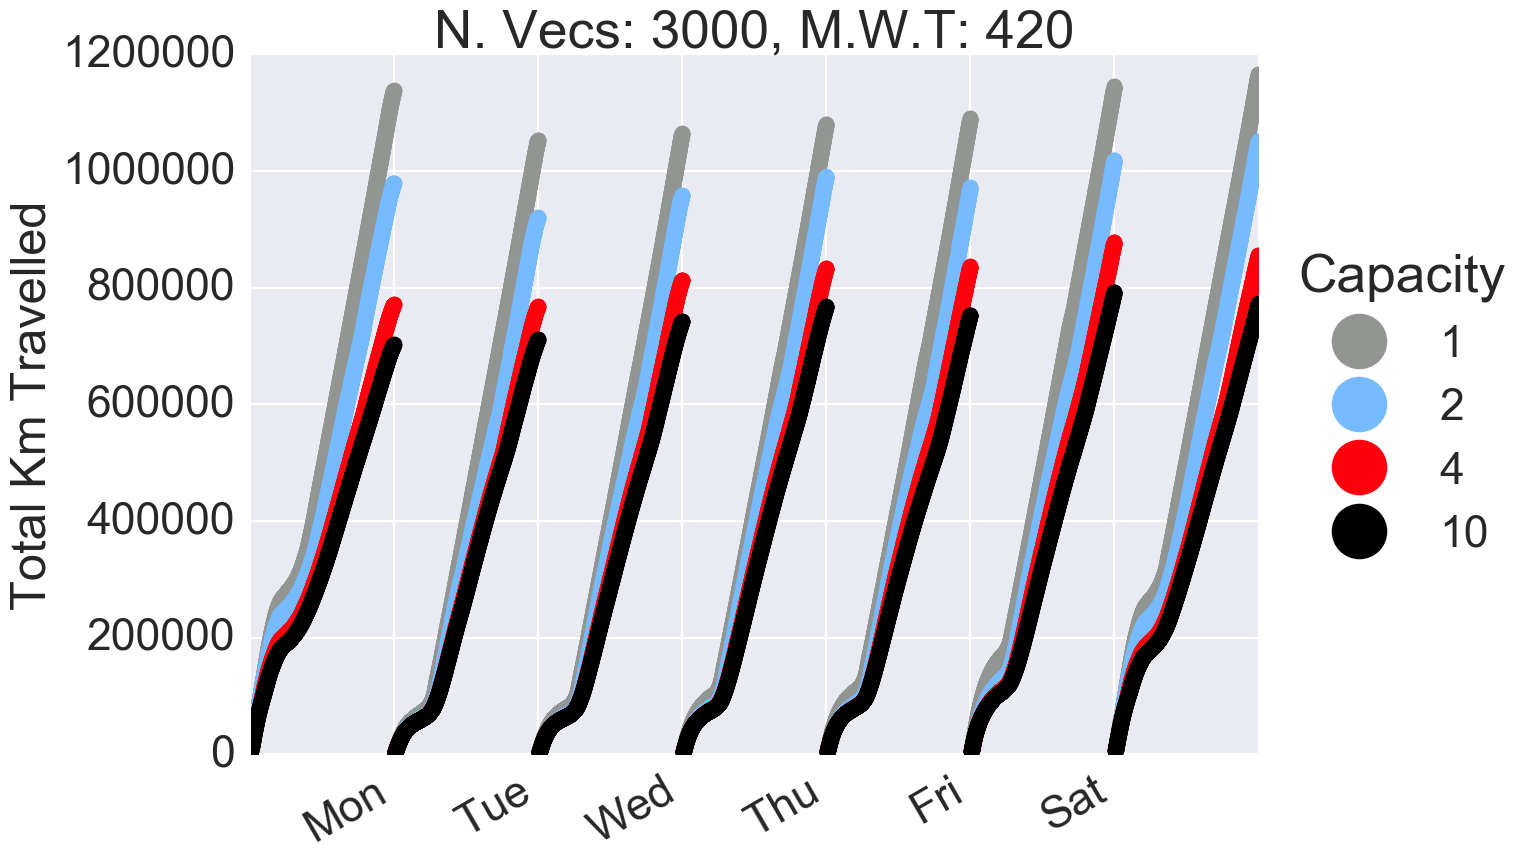 N. Vecs: 3000, M.W.T: 420
1200000
1000000
800000
600000
400000
200000
0
Total Km Travelled
Mon
Tue
Wed
Thu
Fri
Sat
Capacity
1
2
4
10